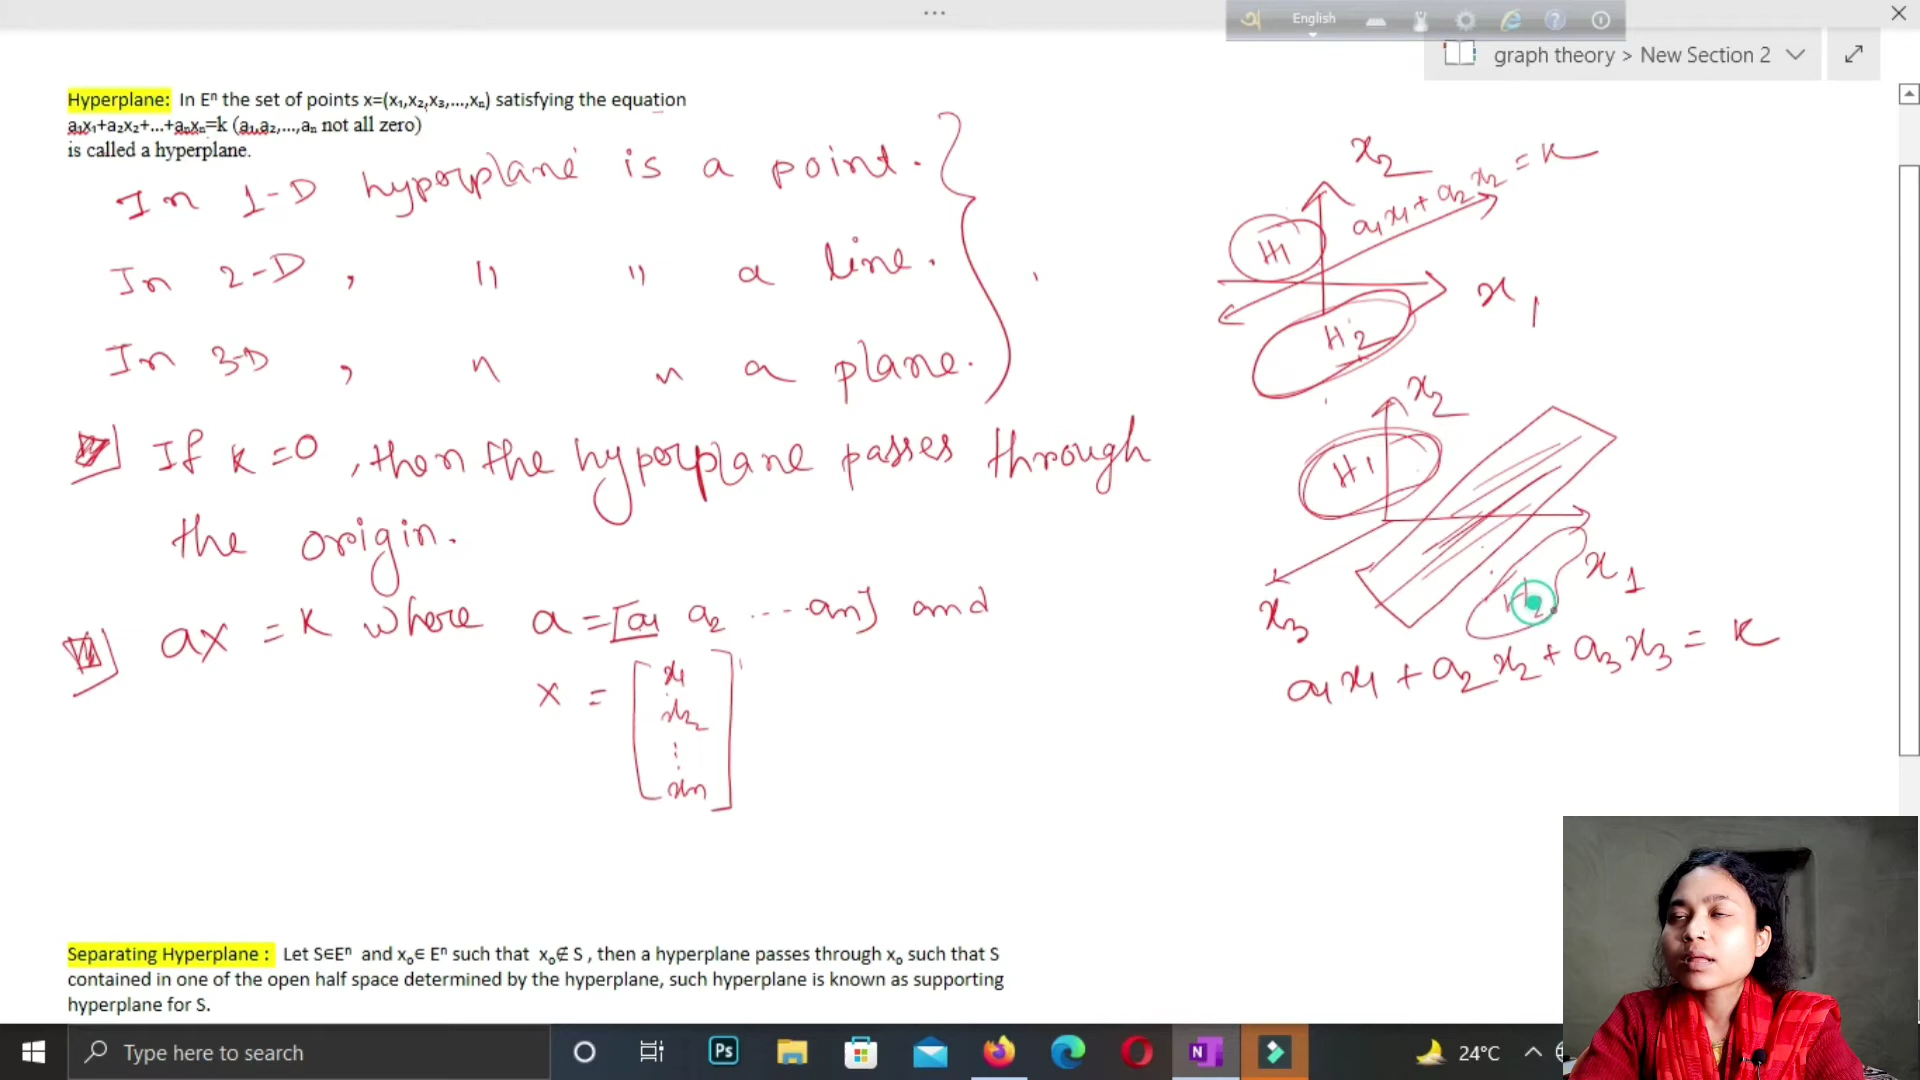 English
graph theory > New Section 2
Hyperplane: In Eⁿ the set of points x=(x₁,x₂,x₃,...,xₙ) satisfying the equation
a₁x₁+a₂x₂+...+aₙxₙ=k (a₁,a₂,...,aₙ not all zero)
is called a hyperplane.
In 1-D hyperplane is a point.
In 2-D , " " a line.
In 3-D , " " a plane.
If k=0 , then the hyperplane passes through
the origin.
ax = k where a = [a₁ a₂ ... aₙ] and
x = [x₁
x₂
⋮
xₙ]
x₂
a₁x₁ + a₂x₂ = k
H₁
x₁
H₂
x₂
H₁
x₁
H₂
x₃
a₁x₁ + a₂x₂ + a₃x₃ = k
Separating Hyperplane : Let S∈Eⁿ and x₀∈ Eⁿ such that x₀∉ S , then a hyperplane passes through x₀ such that S
contained in one of the open half space determined by the hyperplane, such hyperplane is known as supporting
hyperplane for S.
Type here to search
Ps
N
24°C